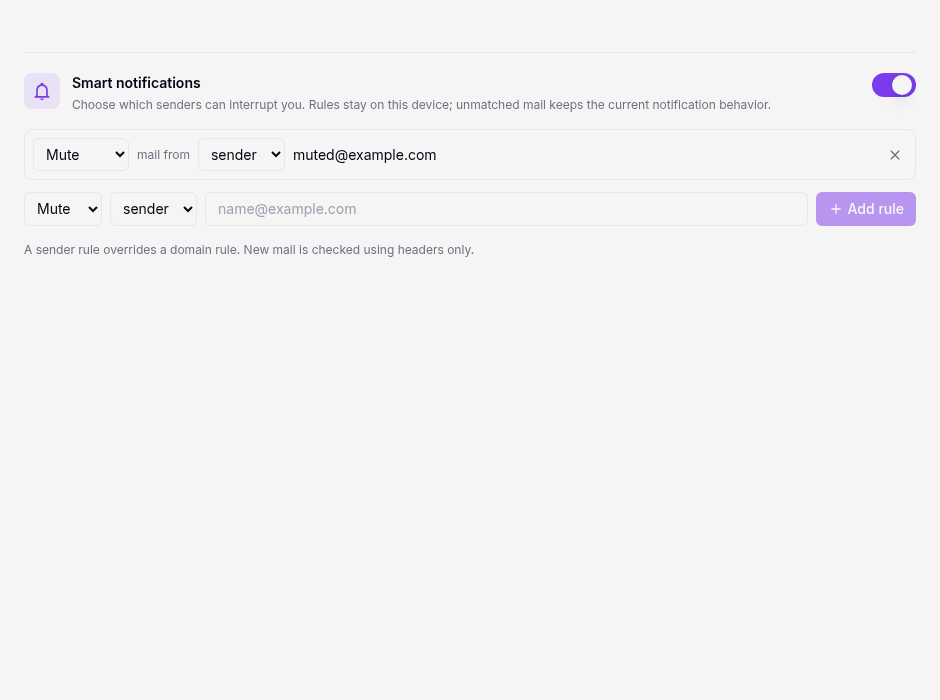 Smart notifications
Choose which senders can interrupt you. Rules stay on this device; unmatched mail keeps the current notification behavior.
Mute mail from sender muted@example.com
Mute sender name@example.com + Add rule
A sender rule overrides a domain rule. New mail is checked using headers only.